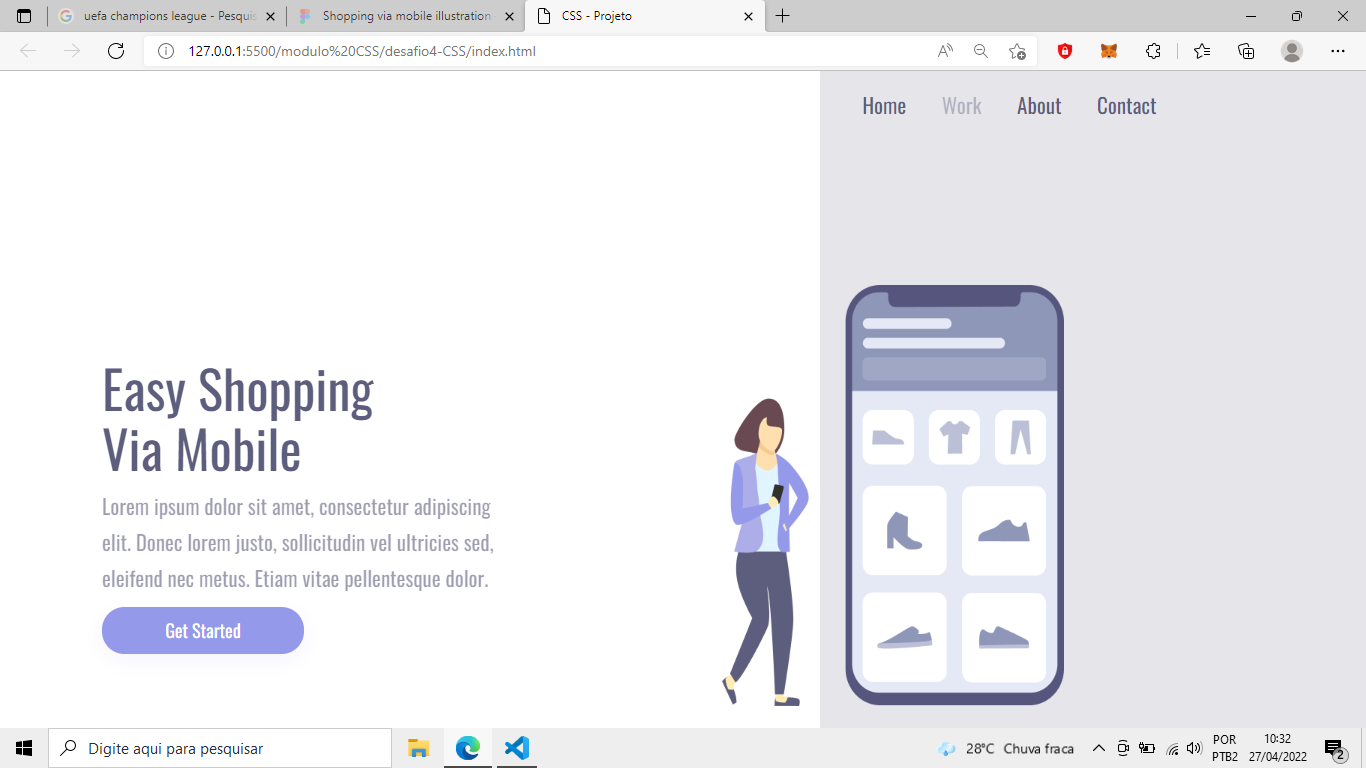 uefa champions league - Pesquis
Shopping via mobile illustration
CSS - Projeto
127.0.0.1:5500/modulo%20CSS/desafio4-CSS/index.html
Home Work About Contact
Easy Shopping
Via Mobile
Lorem ipsum dolor sit amet, consectetur adipiscing
elit. Donec lorem justo, sollicitudin vel ultricies sed,
eleifend nec metus. Etiam vitae pellentesque dolor.
Get Started
Digite aqui para pesquisar
28°C Chuva fraca
POR
PTB2
10:32
27/04/2022
2